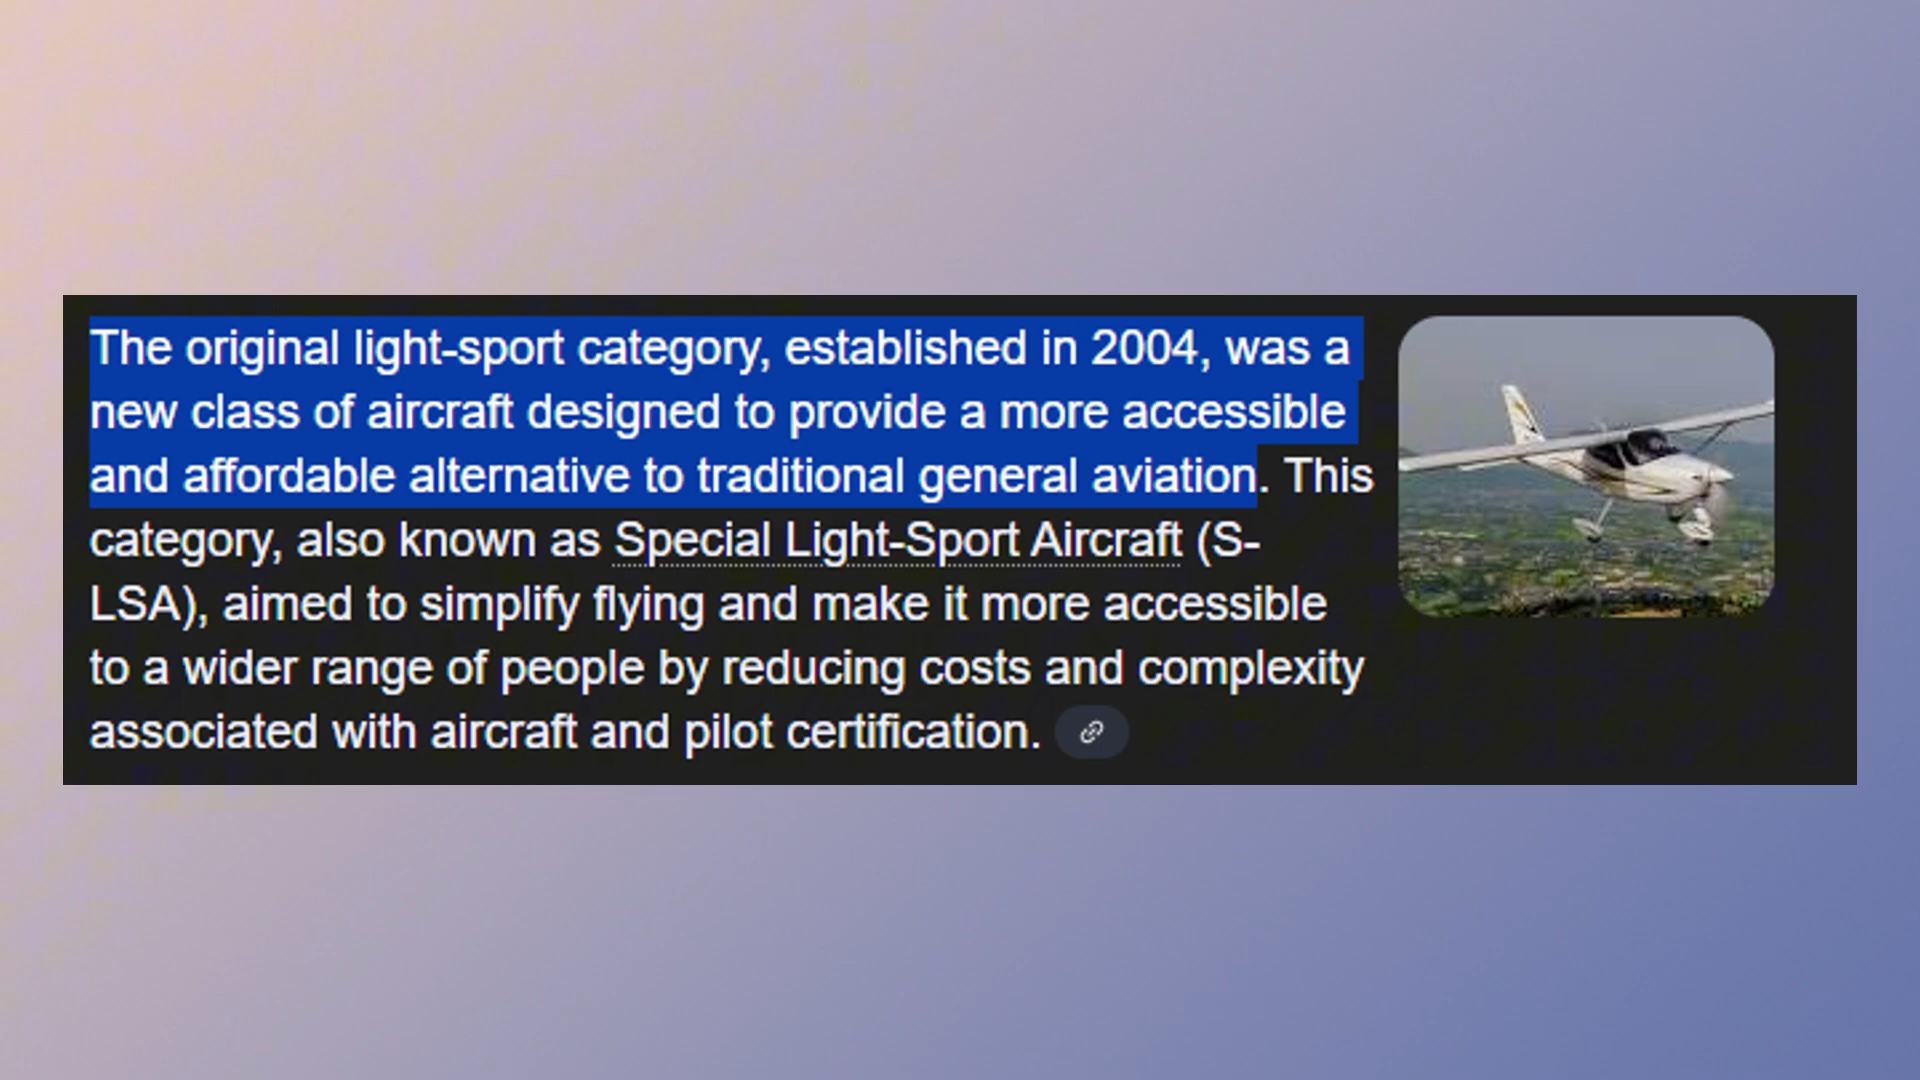 The original light-sport category, established in 2004, was a
new class of aircraft designed to provide a more accessible
and affordable alternative to traditional general aviation. This
category, also known as Special Light-Sport Aircraft (S-
LSA), aimed to simplify flying and make it more accessible
to a wider range of people by reducing costs and complexity
associated with aircraft and pilot certification.